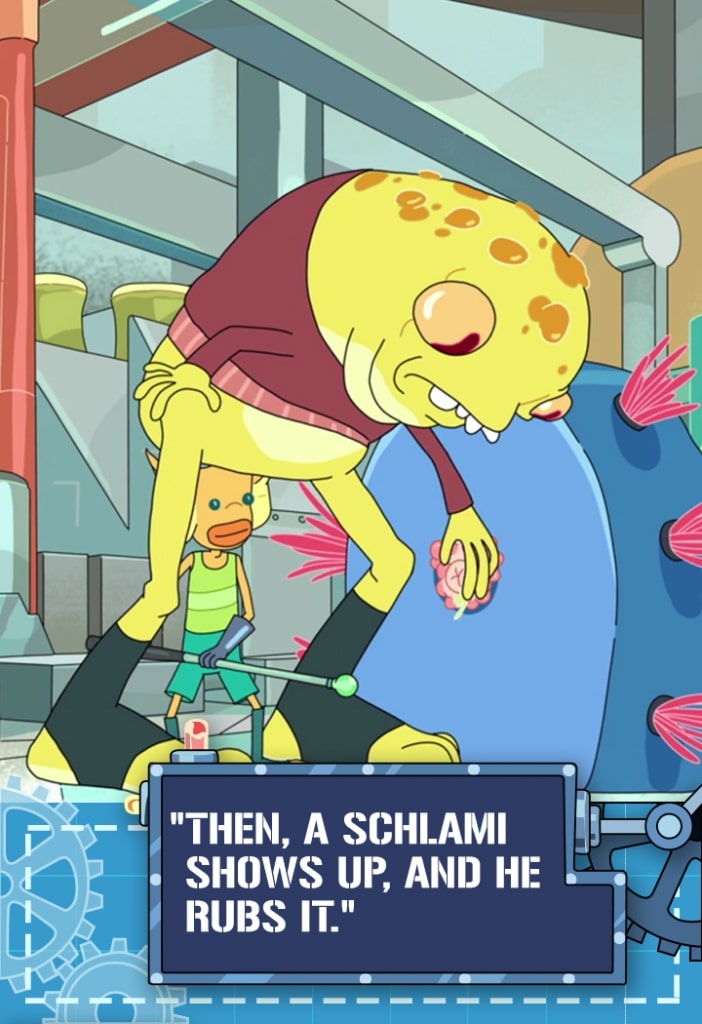 "THEN, A SCHLAMI
SHOWS UP, AND HE
RUBS IT."